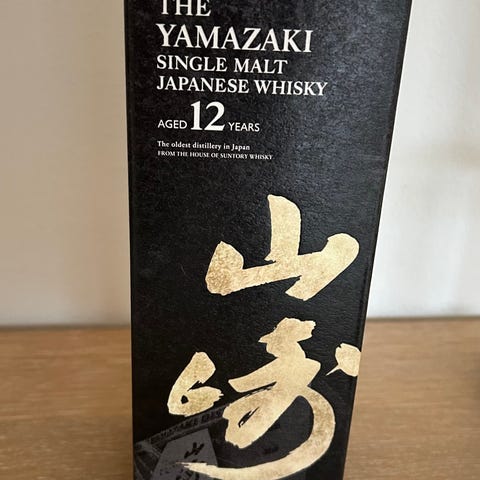 THE
YAMAZAKI
SINGLE MALT
JAPANESE WHISKY
AGED 12 YEARS
The oldest distillery in Japan
FROM THE HOUSE OF SUNTORY WHISKY
山
崎